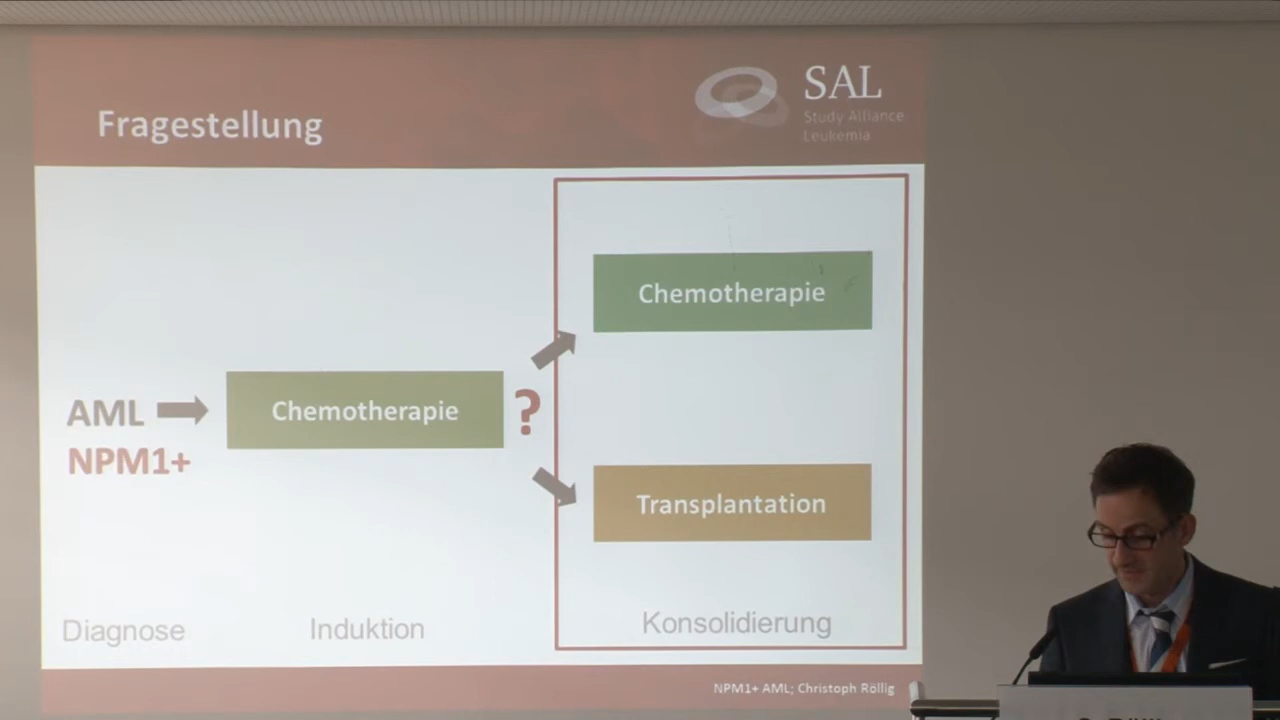 Fragestellung
SAL
Study Alliance
Leukemia
Chemotherapie
AML
NPM1+
Chemotherapie
?
Transplantation
Diagnose
Induktion
Konsolidierung
NPM1+ AML; Christoph Röllig